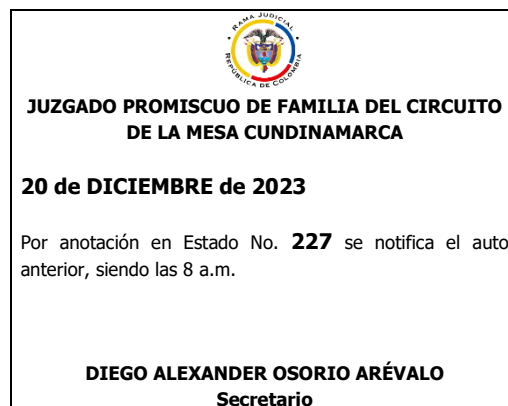 RAMA JUDICIAL
REPÚBLICA DE COLOMBIA
JUZGADO PROMISCUO DE FAMILIA DEL CIRCUITO
DE LA MESA CUNDINAMARCA
20 de DICIEMBRE de 2023
Por anotación en Estado No. 227 se notifica el auto
anterior, siendo las 8 a.m.
DIEGO ALEXANDER OSORIO ARÉVALO
Secretario